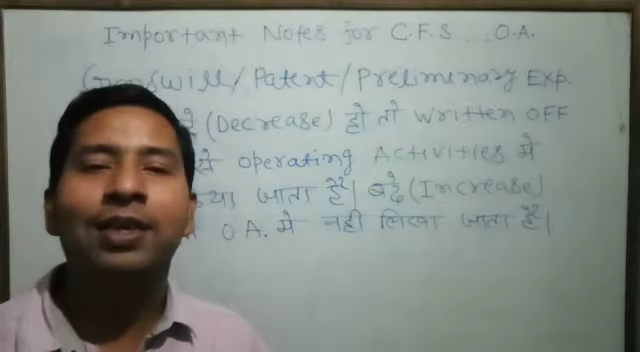 Important Notes for C.F.S....O.A.
Goodwill/Patent/Preliminary Exp.
(Decrease) हो तो Written OFF
से operating Activities मे
जाता है। बढ़े (Increase)
O A. मे नही लिखा जाता है।